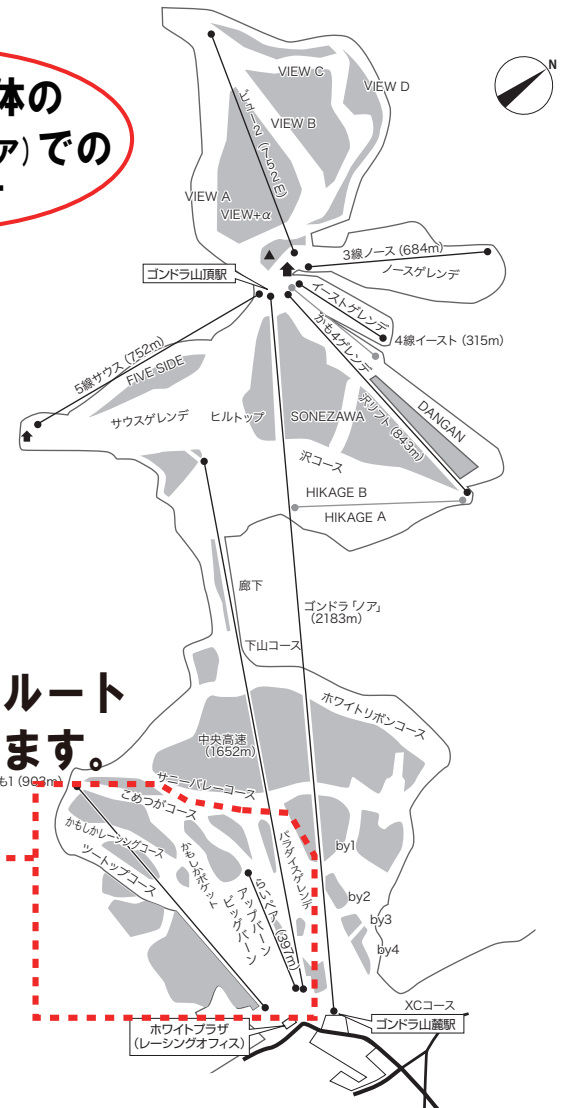 体の
ァ)での
N
VIEW C
VIEW D
VIEW B
VIEW A
VIEW+α
ビュー2 (752m)
3線ノース (684m)
ノースゲレンデ
ゴンドラ山頂駅
イーストゲレンデ
4線イースト (315m)
かも4ゲレンデ
5線サウス (752m)
FIVE SIDE
サウスゲレンデ
ヒルトップ
SONEZAWA
沢リフト (843m)
DANGAN
沢コース
HIKAGE B
HIKAGE A
廊下
ゴンドラ「ノア」
(2183m)
下山コース
ルート
ます。
ホワイトリボンコース
中央高速
(1652m)
も1 (903m)
サニーバレーコース
こめつがコース
かもしかレーシングコース
ツートップコース
かもしかポケット
アップバーン
ビッグバーン
らいペア (397m)
パラダイスゲレンデ
by1
by2
by3
by4
XCコース
ホワイトプラザ
(レーシングオフィス)
ゴンドラ山麓駅